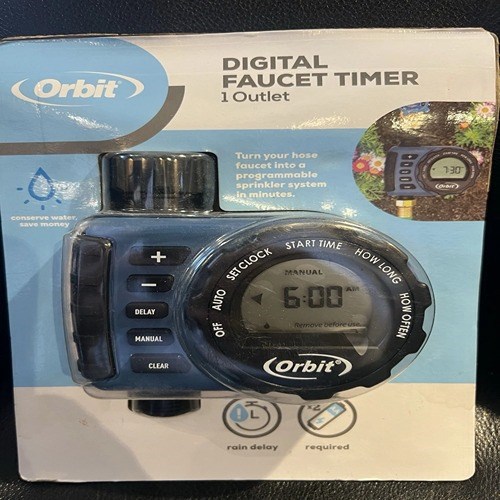 Orbit®
DIGITAL
FAUCET TIMER
1 Outlet
Turn your hose
faucet into a
programmable
sprinkler system
in minutes.
7:30
Orbit
conserve water,
save money
+
−
DELAY
MANUAL
CLEAR
OFF
AUTO
SET CLOCK
START TIME
HOW LONG
HOW OFTEN
MANUAL
6:00 AM
Remove before use
Orbit®
L
x2
rain delay
required